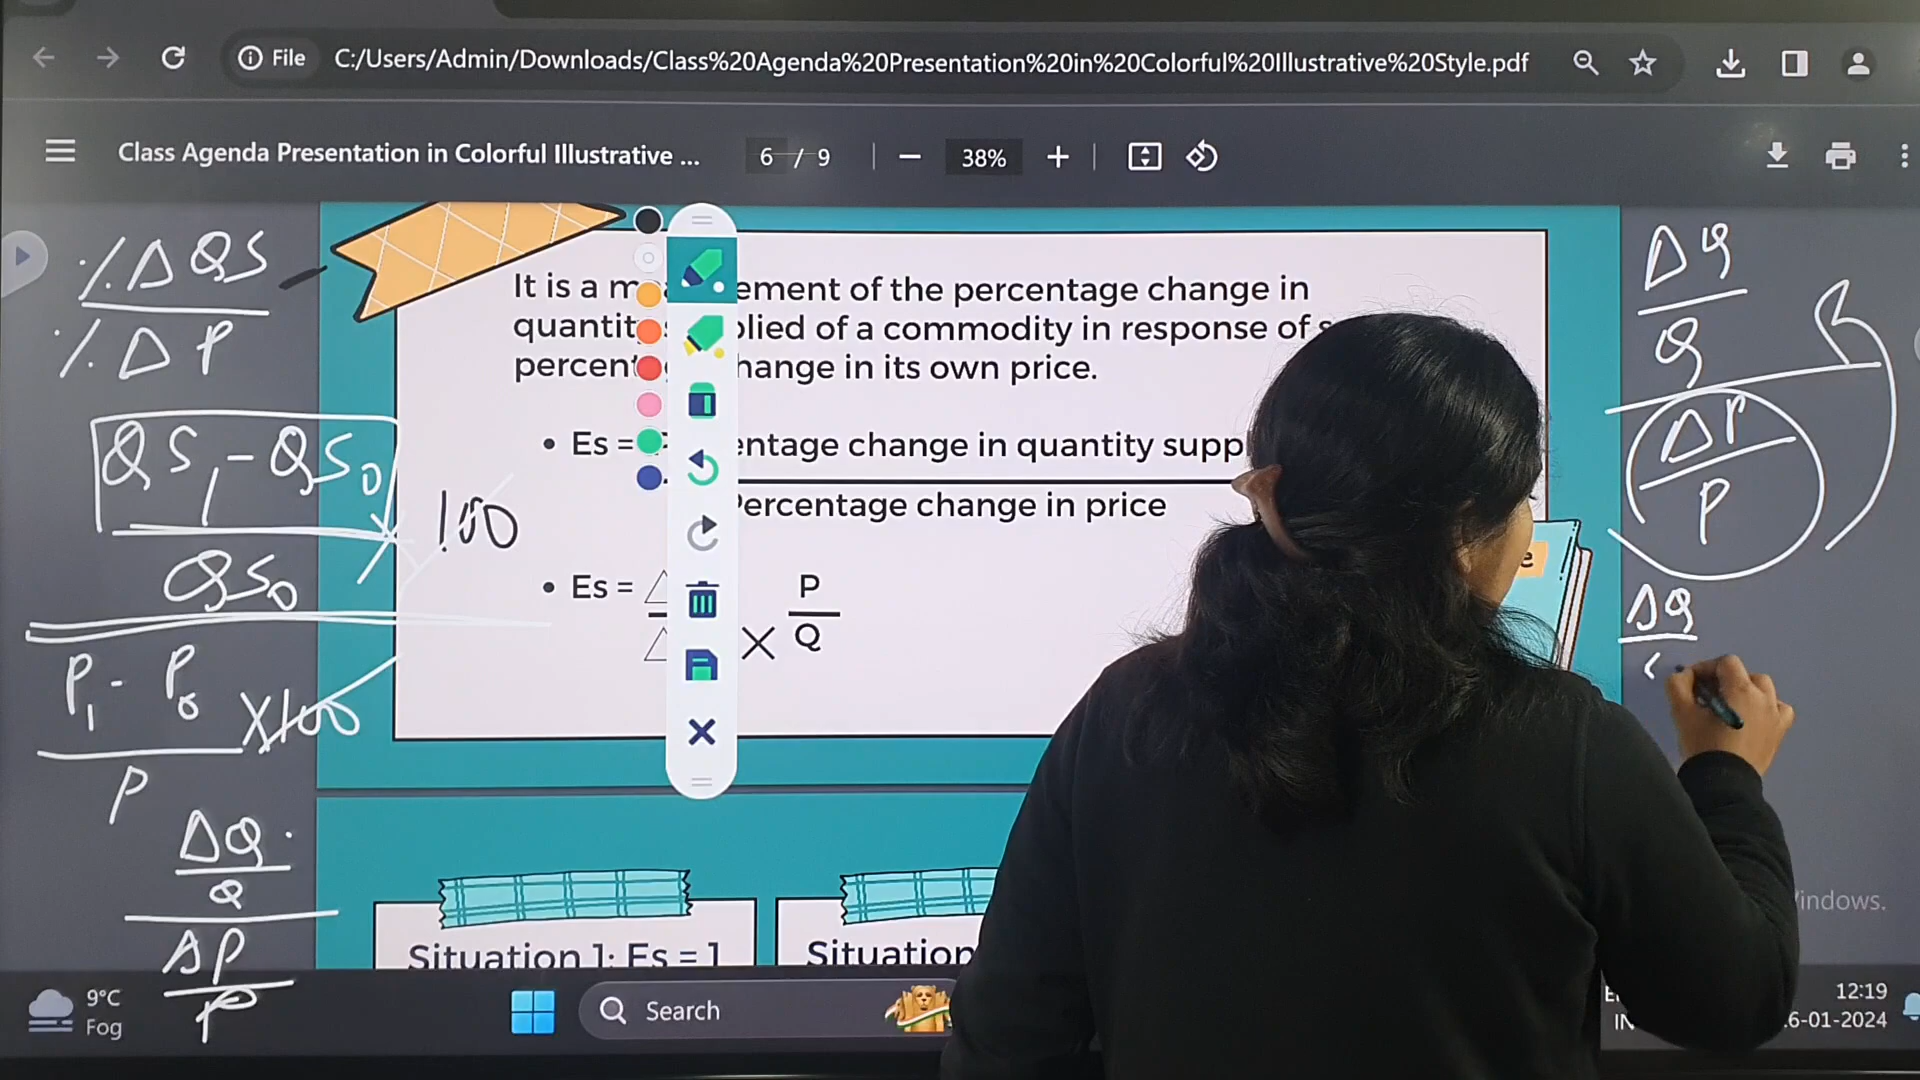 File C:/Users/Admin/Downloads/Class%20Agenda%20Presentation%20in%20Colorful%20Illustrative%20Style.pdf
Class Agenda Presentation in Colorful Illustrative ... 6 / 9 38%
It is a m ement of the percentage change in
quantit plied of a commodity in response of
percent hange in its own price.
• Es = entage change in quantity supp
ercentage change in price
• Es = △
△
×
P
Q
Situation 1: Es = 1
Situation
% Δ QS
% Δ P
QS1 - QS0
QS0
100
P1 - P0 X100
P
ΔQ
Q
ΔP
P
ΔQ
Q
ΔP
P
ΔQ
e
indows.
9°C
Fog
Search
IN
12:19
6-01-2024